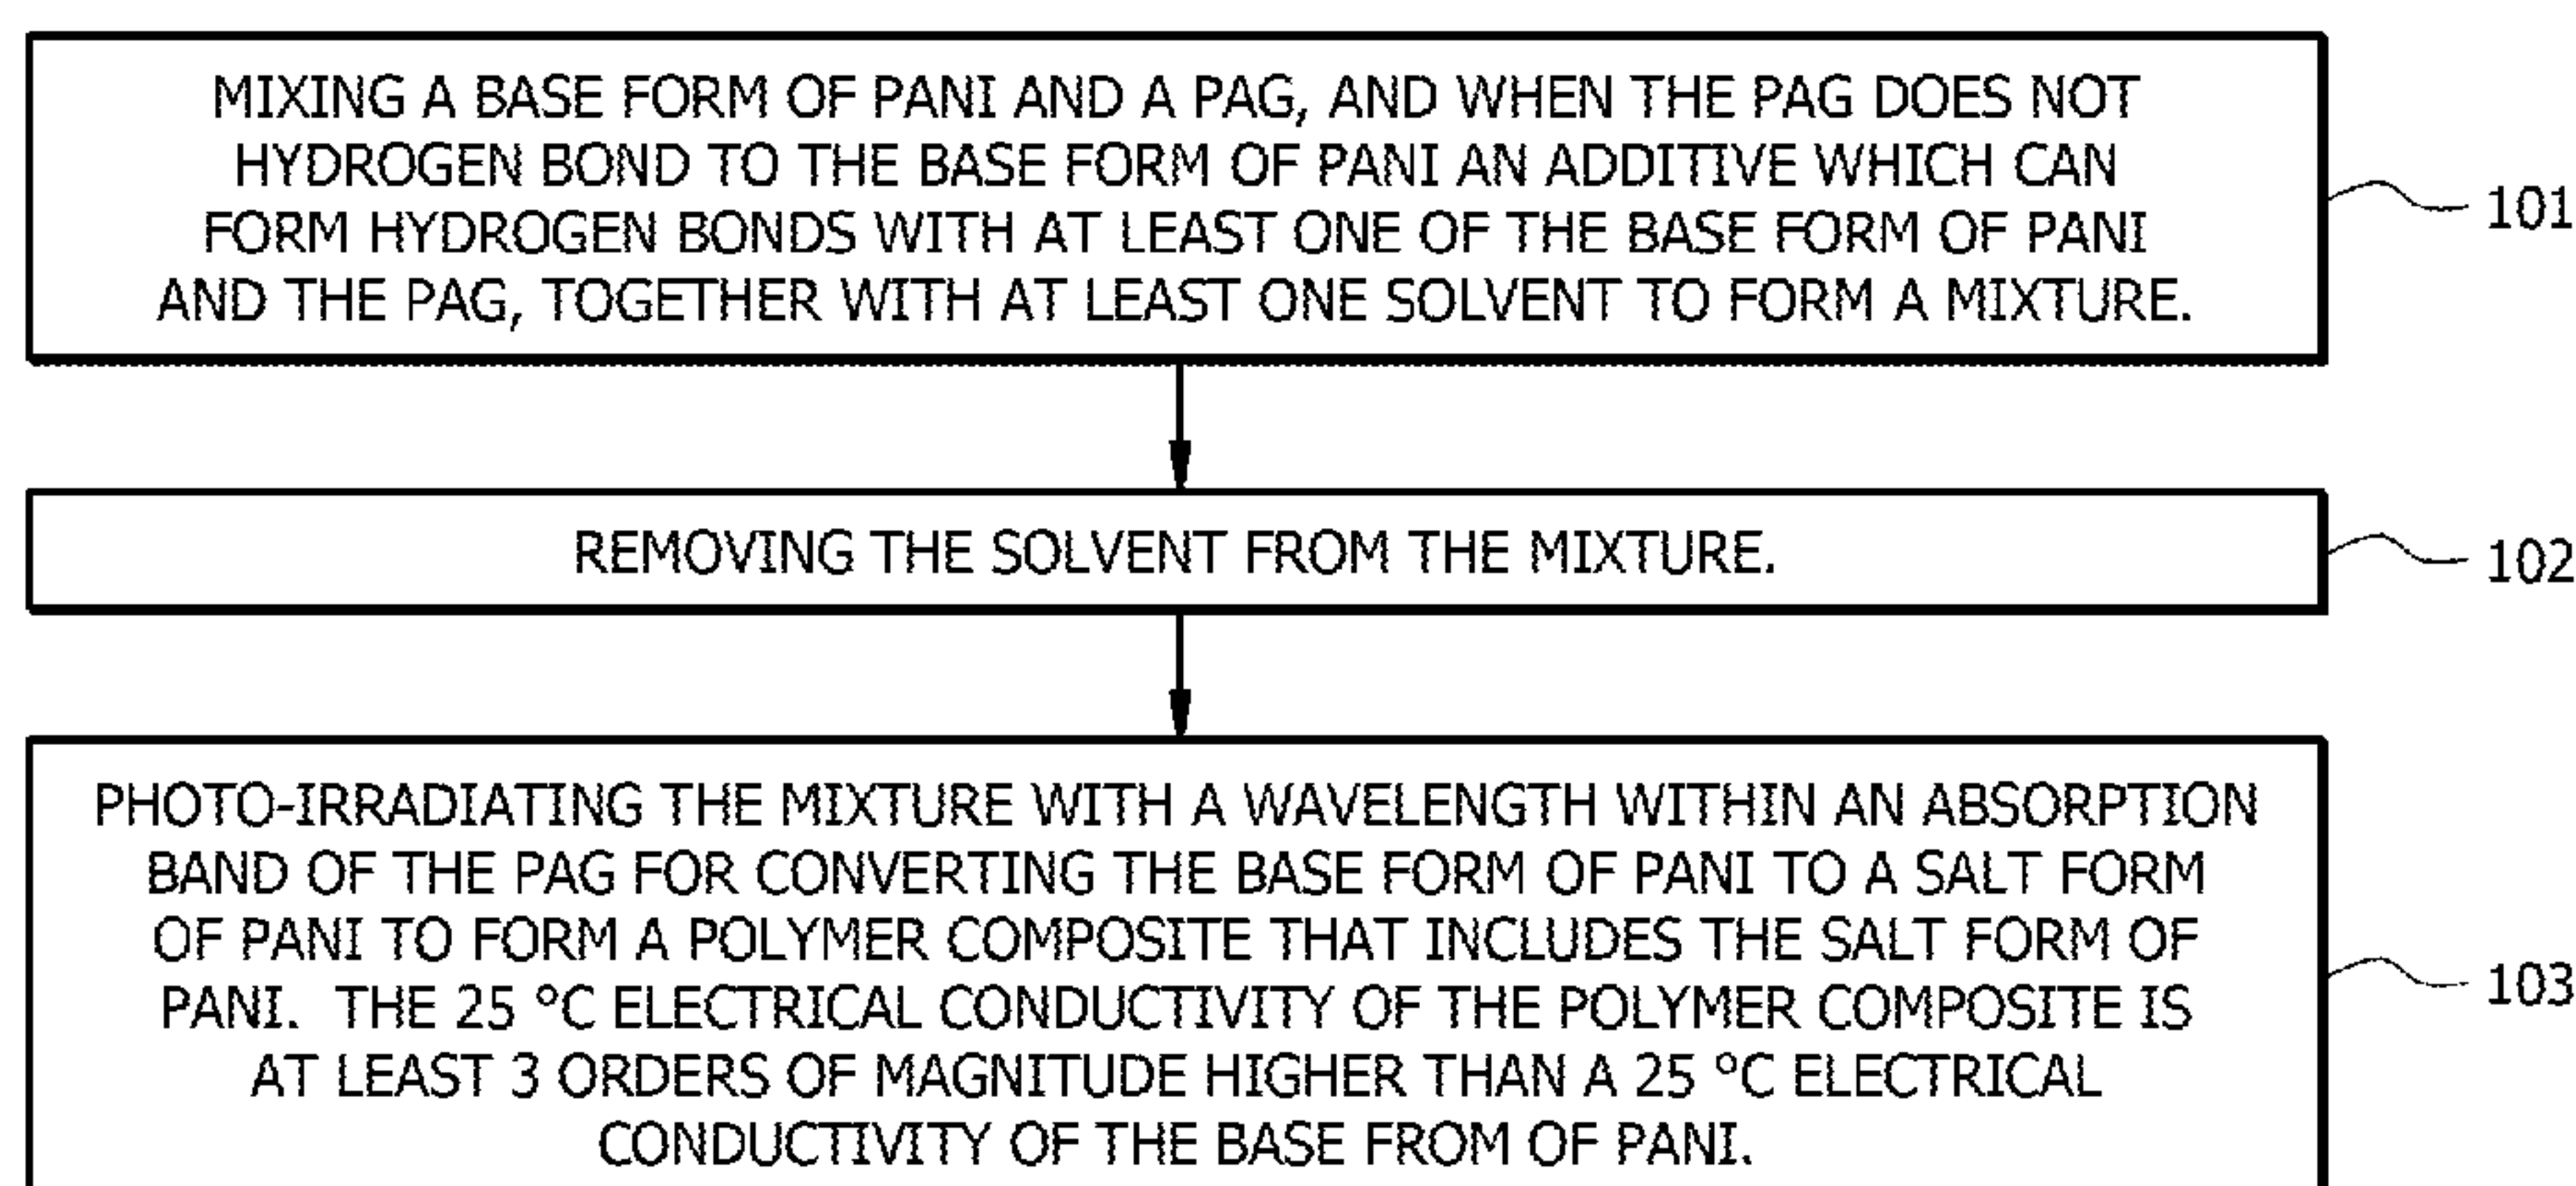 MIXING A BASE FORM OF PANI AND A PAG, AND WHEN THE PAG DOES NOT
HYDROGEN BOND TO THE BASE FORM OF PANI AN ADDITIVE WHICH CAN
FORM HYDROGEN BONDS WITH AT LEAST ONE OF THE BASE FORM OF PANI
AND THE PAG, TOGETHER WITH AT LEAST ONE SOLVENT TO FORM A MIXTURE.
101
REMOVING THE SOLVENT FROM THE MIXTURE.
102
PHOTO-IRRADIATING THE MIXTURE WITH A WAVELENGTH WITHIN AN ABSORPTION
BAND OF THE PAG FOR CONVERTING THE BASE FORM OF PANI TO A SALT FORM
OF PANI TO FORM A POLYMER COMPOSITE THAT INCLUDES THE SALT FORM OF
PANI. THE 25 °C ELECTRICAL CONDUCTIVITY OF THE POLYMER COMPOSITE IS
AT LEAST 3 ORDERS OF MAGNITUDE HIGHER THAN A 25 °C ELECTRICAL
CONDUCTIVITY OF THE BASE FROM OF PANI.
103